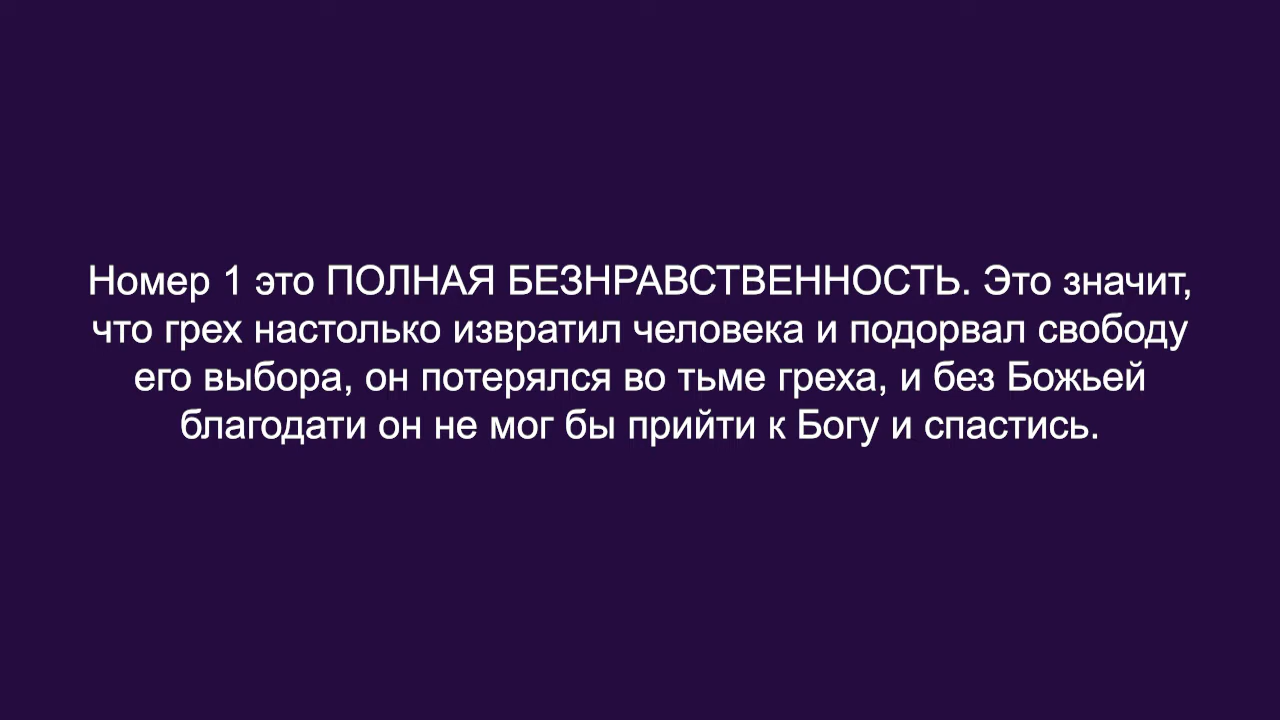 Номер 1 это ПОЛНАЯ БЕЗНРАВСТВЕННОСТЬ. Это значит,
что грех настолько извратил человека и подорвал свободу
его выбора, он потерялся во тьме греха, и без Божьей
благодати он не мог бы прийти к Богу и спастись.